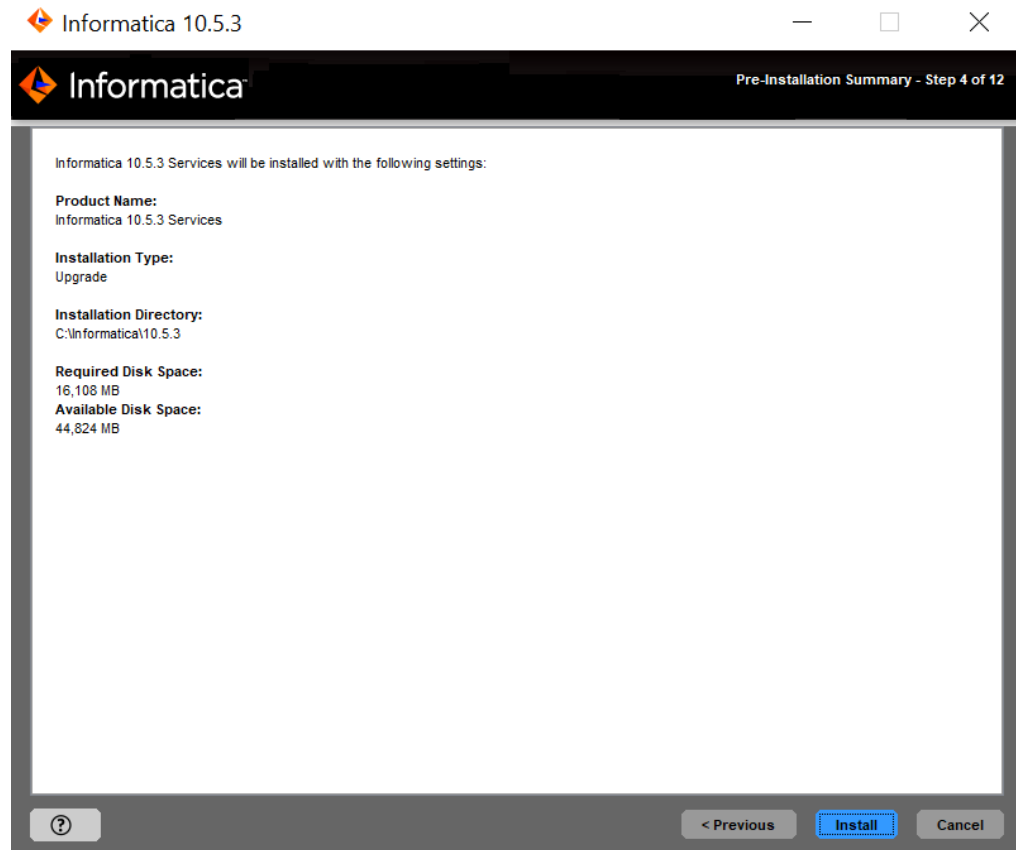 Informatica 10.5.3
Informatica
Pre-Installation Summary - Step 4 of 12
Informatica 10.5.3 Services will be installed with the following settings:
Product Name:
Informatica 10.5.3 Services
Installation Type:
Upgrade
Installation Directory:
C:\Informatica\10.5.3
Required Disk Space:
16,108 MB
Available Disk Space:
44,824 MB
?
< Previous
Install
Cancel